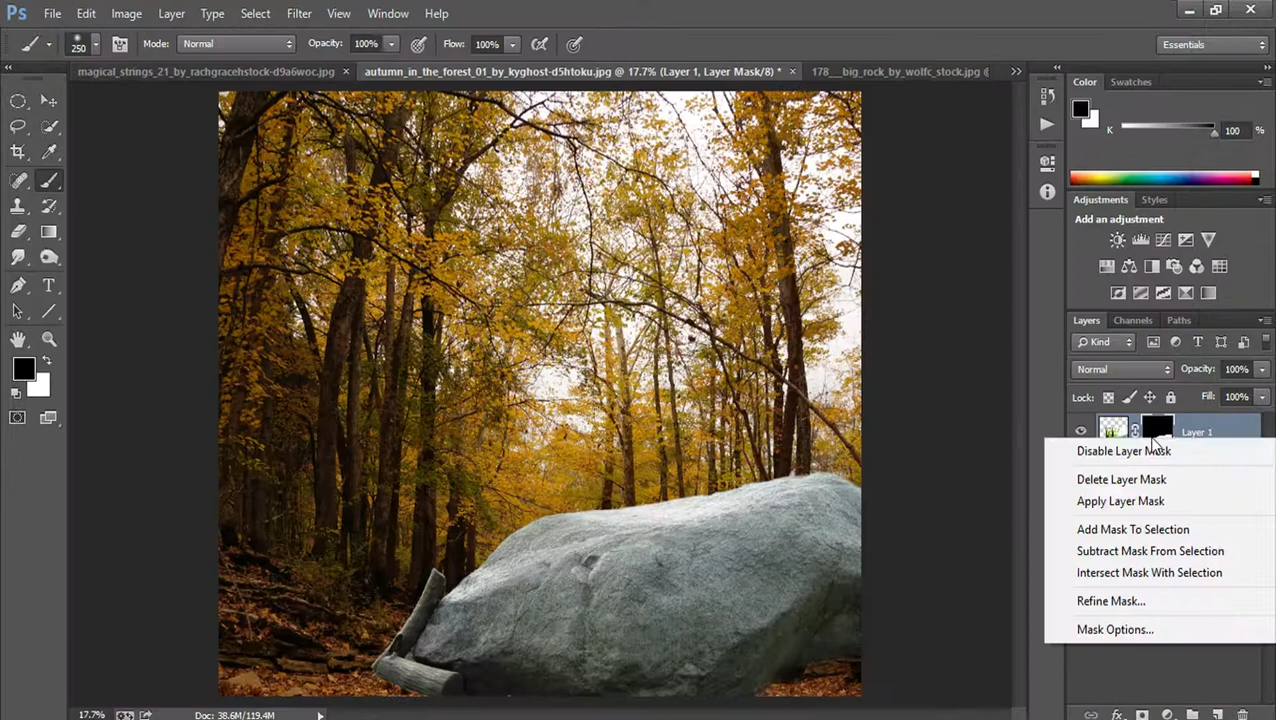 Ps File Edit Image Layer Type Select Filter View Window Help
250 Mode: Normal Opacity: 100% Flow: 100% Essentials
magical_strings_21_by_rachgracehstock-d9a6woc.jpg × autumn_in_the_forest_01_by_kyghost-d5htoku.jpg @ 17.7% (Layer 1, Layer Mask/8) * × 178__big_rock_by_wolfc_stock.jpg @
Color Swatches
K 100 %
Adjustments Styles
Add an adjustment
Layers Channels Paths
Kind
Normal Opacity: 100%
Lock: Fill: 100%
Layer 1
Disable Layer Mask
Delete Layer Mask
Apply Layer Mask
Add Mask To Selection
Subtract Mask From Selection
Intersect Mask With Selection
Refine Mask...
Mask Options...
17.7% Doc: 38.6M/119.4M